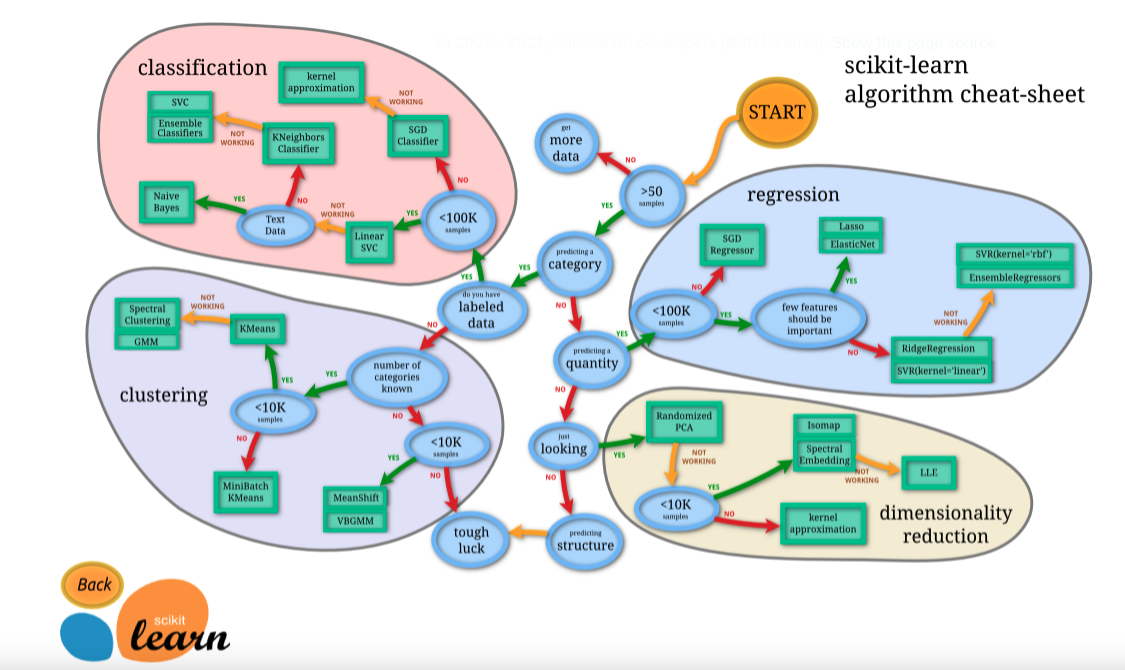 © 2007 - 2021, scikit-learn developers (BSD License). Show this page source
scikit-learn
algorithm cheat-sheet
START
get
more
data
NO
>50
samples
YES
predicting a
category
YES
NO
do you have
labeled
data
YES
NO
predicting a
quantity
YES
NO
just
looking
YES
NO
predicting
structure
tough
luck
classification
kernel
approximation
NOT
WORKING
SVC
Ensemble
Classifiers
NOT
WORKING
KNeighbors
Classifier
SGD
Classifier
NO
Naive
Bayes
YES
NO
Text
Data
NOT
WORKING
Linear
SVC
YES
<100K
samples
regression
SGD
Regressor
Lasso
ElasticNet
SVR(kernel='rbf')
EnsembleRegressors
NO
YES
<100K
samples
YES
few features
should be
important
NOT
WORKING
NO
RidgeRegression
SVR(kernel='linear')
clustering
Spectral
Clustering
GMM
NOT
WORKING
KMeans
number of
categories
known
YES
NO
YES
<10K
samples
NO
<10K
samples
YES
NO
MiniBatch
KMeans
MeanShift
VBGMM
dimensionality
reduction
Randomized
PCA
NOT
WORKING
Isomap
Spectral
Embedding
NOT
WORKING
LLE
YES
<10K
samples
NO
kernel
approximation
Back
scikit
learn